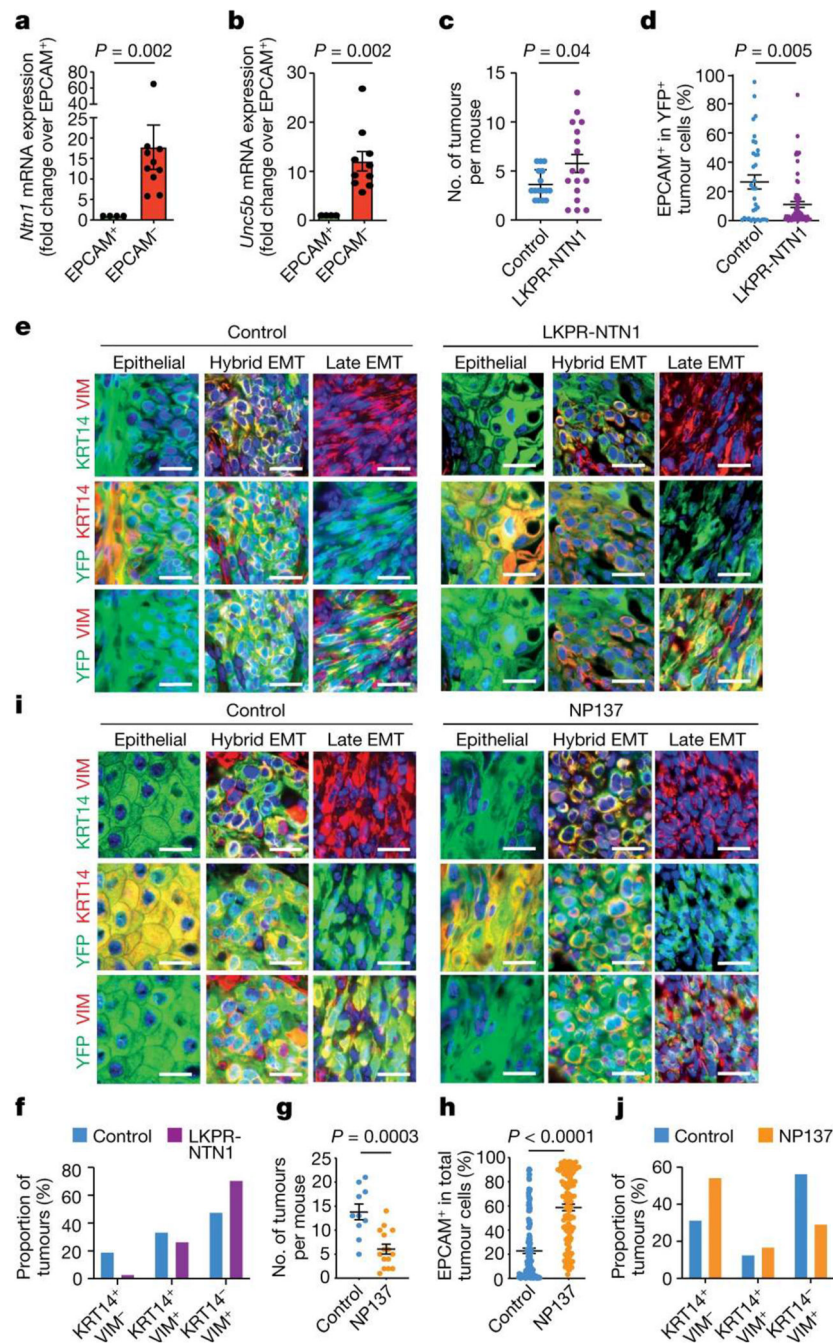 a
P = 0.002
Ntn1 mRNA expression
(fold change over EPCAM⁺)
80
60
40
25
20
15
10
5
0
EPCAM⁺
EPCAM⁻
b
P = 0.002
Unc5b mRNA expression
(fold change over EPCAM⁺)
30
20
10
0
EPCAM⁺
EPCAM⁻
c
P = 0.04
No. of tumours
per mouse
15
10
5
0
Control
LKPR-NTN1
d
P = 0.005
EPCAM⁺ in YFP⁺
tumour cells (%)
100
80
60
40
20
0
Control
LKPR-NTN1
e
Control
LKPR-NTN1
Epithelial Hybrid EMT Late EMT
Epithelial Hybrid EMT Late EMT
KRT14 VIM
YFP KRT14
YFP VIM
i
Control
NP137
Epithelial Hybrid EMT Late EMT
Epithelial Hybrid EMT Late EMT
KRT14 VIM
YFP KRT14
YFP VIM
f
Control
LKPR-
NTN1
Proportion of
tumours (%)
80
60
40
20
0
KRT14⁺
VIM⁻
KRT14⁺
VIM⁺
KRT14⁻
VIM⁺
g
P = 0.0003
No. of tumours
per mouse
25
20
15
10
5
0
Control
NP137
h
P < 0.0001
EPCAM⁺ in total
tumour cells (%)
100
80
60
40
20
0
Control
NP137
j
Control
NP137
Proportion of
tumours (%)
60
40
20
0
KRT14⁺
VIM⁻
KRT14⁺
VIM⁺
KRT14⁻
VIM⁺